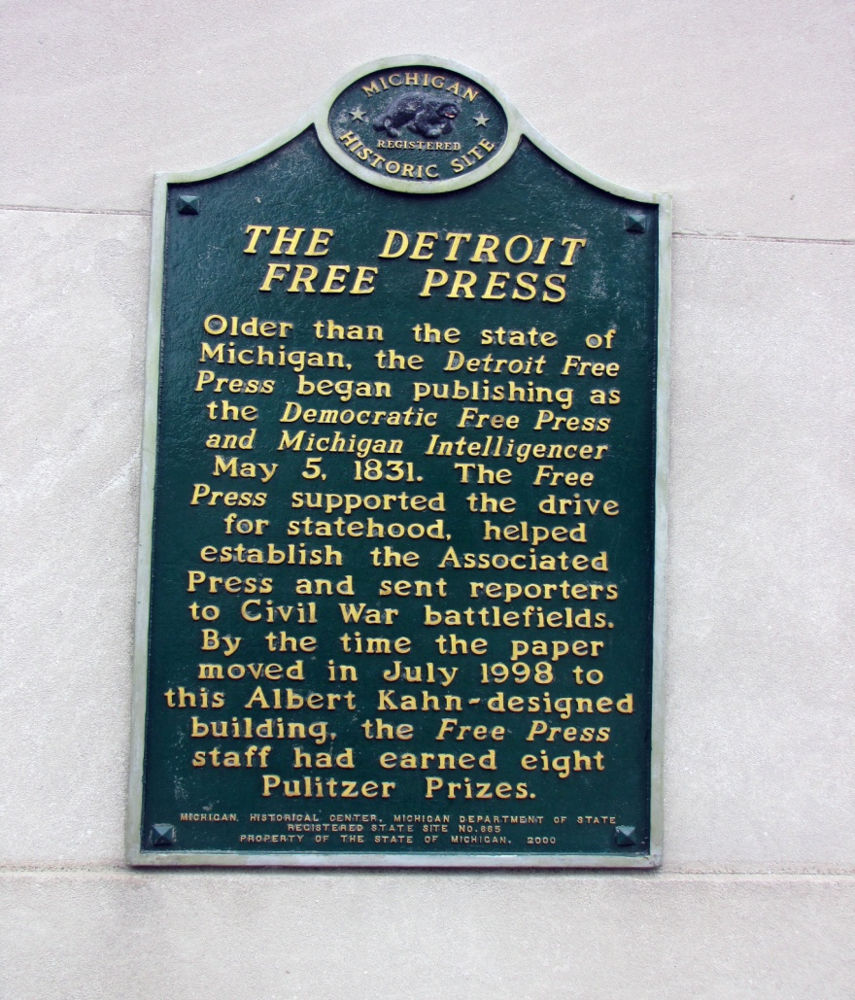 MICHIGAN
REGISTERED
HISTORIC SITE
THE DETROIT
FREE PRESS
Older than the state of
Michigan, the Detroit Free
Press began publishing as
the Democratic Free Press
and Michigan Intelligencer
May 5, 1831. The Free
Press supported the drive
for statehood, helped
establish the Associated
Press and sent reporters
to Civil War battlefields.
By the time the paper
moved in July 1998 to
this Albert Kahn-designed
building, the Free Press
staff had earned eight
Pulitzer Prizes.
MICHIGAN HISTORICAL CENTER, MICHIGAN DEPARTMENT OF STATE
REGISTERED STATE SITE NO.
PROPERTY OF THE STATE OF MICHIGAN, 2000